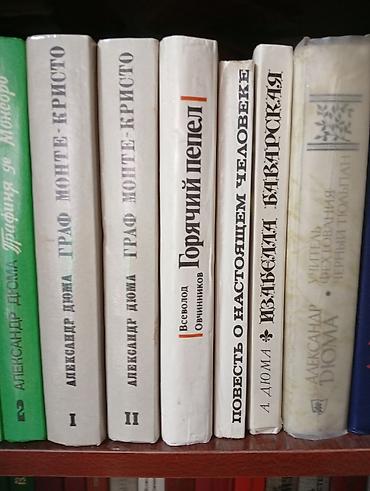 2 АЛЕКСАНДР ДЮМА Графиня де Монсоро
I АЛЕКСАНДР ДЮМА ГРАФ МОНТЕ-КРИСТО
II АЛЕКСАНДР ДЮМА ГРАФ МОНТЕ-КРИСТО
Всеволод
Овчинников
Горячий пепел
ПОВЕСТЬ О НАСТОЯЩЕМ ЧЕЛОВЕКЕ
А. ДЮМА ИЗАБЕЛЛА БАВАРСКАЯ
АЛЕКСАНДР
ДЮМА
УЧИТЕЛЬ
ФЕХТОВАНИЯ
ЧЕРНЫЙ ТЮЛЬПАН